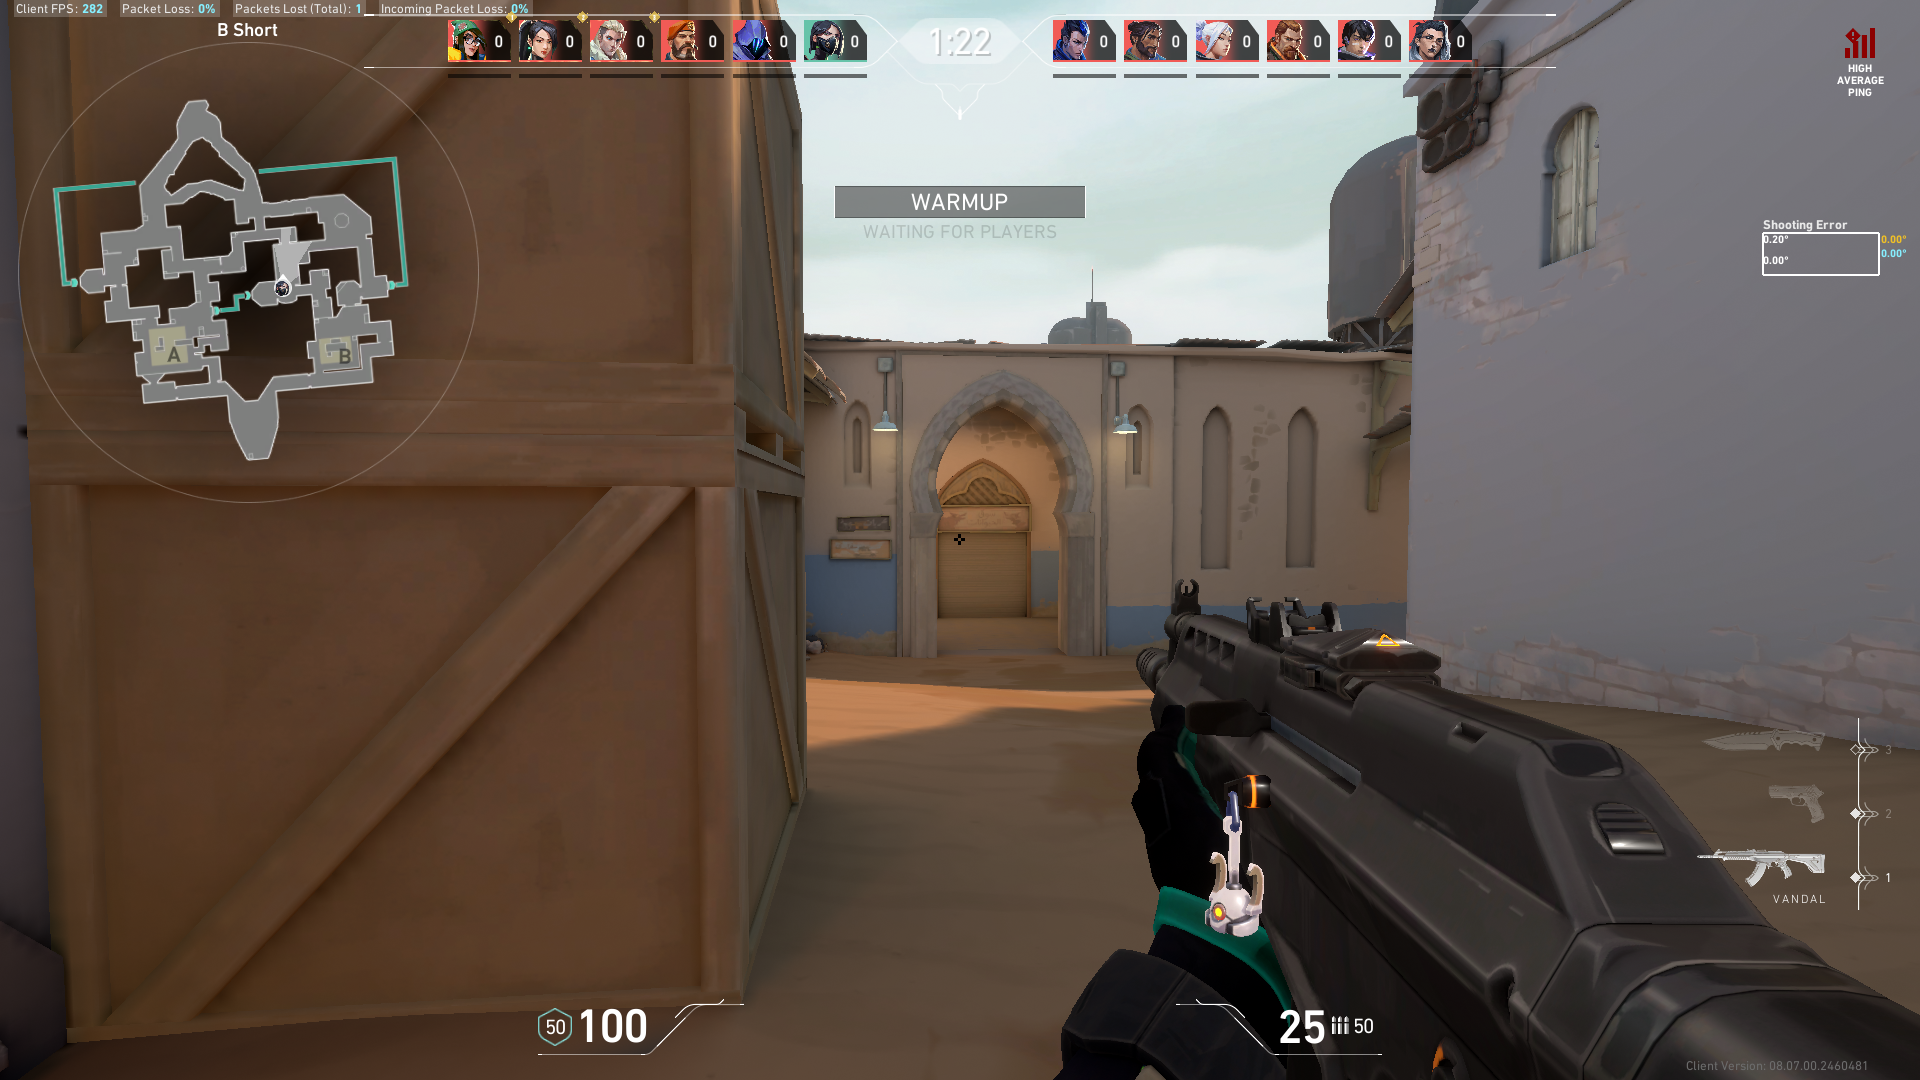 Client FPS: 282 Packet Loss: 0% Packets Lost (Total): 1 Incoming Packet Loss: 0%
B Short
0 0 0 0 0 0 1:22 0 0 0 0 0 0
HIGH
AVERAGE
PING
WARMUP
WAITING FOR PLAYERS
Shooting Error
0.20° 0.00°
0.00° 0.00°
A B
3
2
1
VANDAL
50 100
25 50
Client Version: 08.07.00.2460481